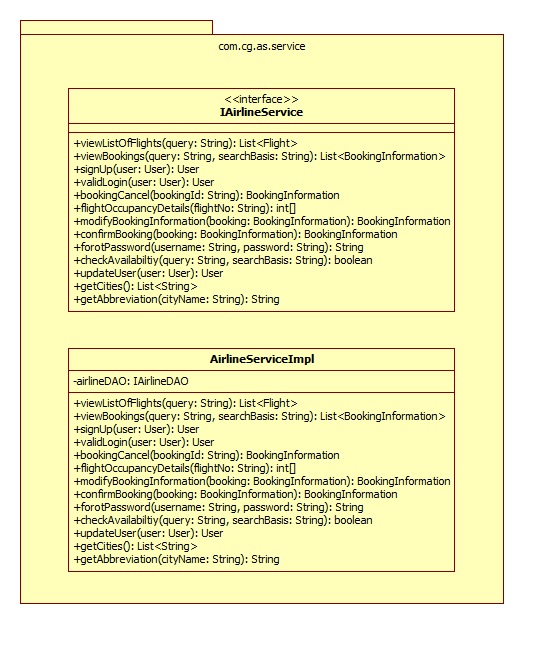 com.cg.as.service
<<interface>>
IAirlineService
+viewListOfFlights(query: String): List<Flight>
+viewBookings(query: String, searchBasis: String): List<BookingInformation>
+signUp(user: User): User
+validLogin(user: User): User
+bookingCancel(bookingId: String): BookingInformation
+flightOccupancyDetails(flightNo: String): int[]
+modifyBookingInformation(booking: BookingInformation): BookingInformation
+confirmBooking(booking: BookingInformation): BookingInformation
+forotPassword(username: String, password: String): String
+checkAvailabiltiy(query: String, searchBasis: String): boolean
+updateUser(user: User): User
+getCities(): List<String>
+getAbbreviation(cityName: String): String
AirlineServiceImpl
-airlineDAO: IAirlineDAO
+viewListOfFlights(query: String): List<Flight>
+viewBookings(query: String, searchBasis: String): List<BookingInformation>
+signUp(user: User): User
+validLogin(user: User): User
+bookingCancel(bookingId: String): BookingInformation
+flightOccupancyDetails(flightNo: String): int[]
+modifyBookingInformation(booking: BookingInformation): BookingInformation
+confirmBooking(booking: BookingInformation): BookingInformation
+forotPassword(username: String, password: String): String
+checkAvailabiltiy(query: String, searchBasis: String): boolean
+updateUser(user: User): User
+getCities(): List<String>
+getAbbreviation(cityName: String): String